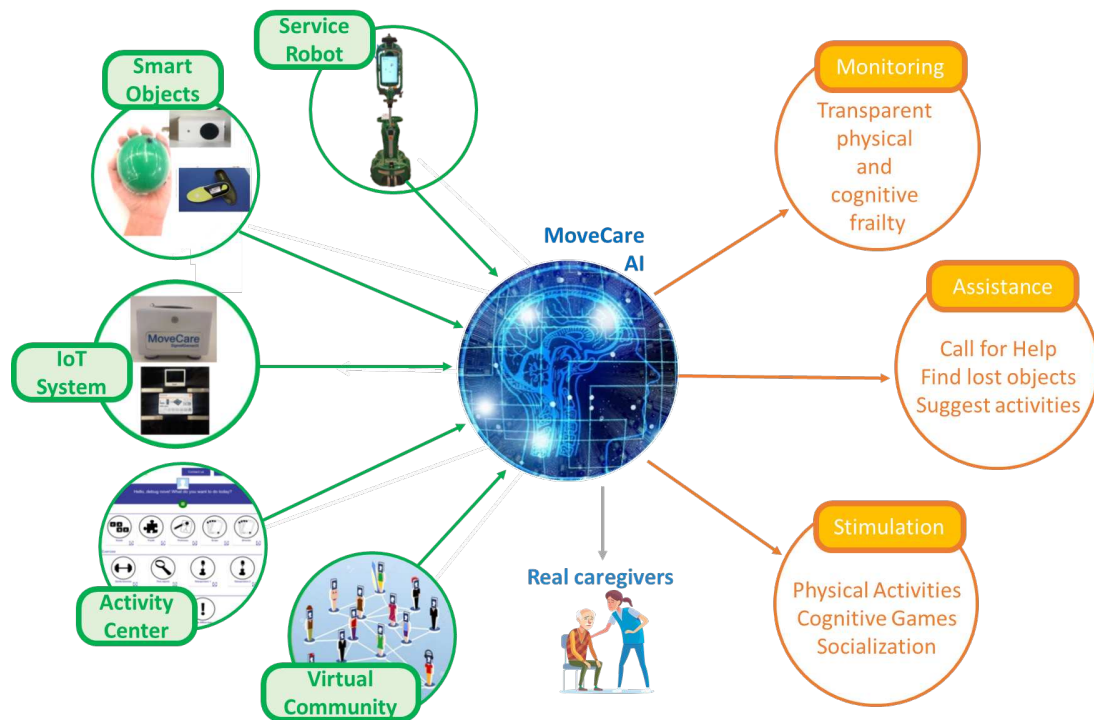 Service
Robot
Smart
Objects
Monitoring
Transparent
physical
and
cognitive
frailty
MoveCare
AI
Assistance
Call for Help
Find lost objects
Suggest activities
MoveCare
IoT
System
Hello, debug novel What do you want to do today?
Activity
Center
Virtual
Community
Real caregivers
Stimulation
Physical Activities
Cognitive Games
Socialization